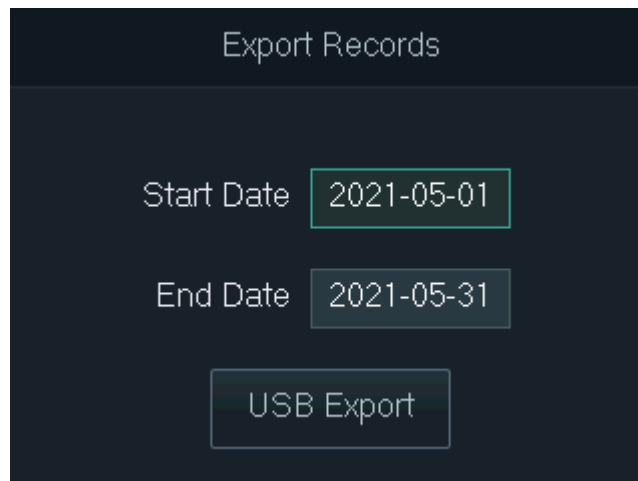 Export Records
Start Date 2021-05-01
End Date 2021-05-31
USB Export